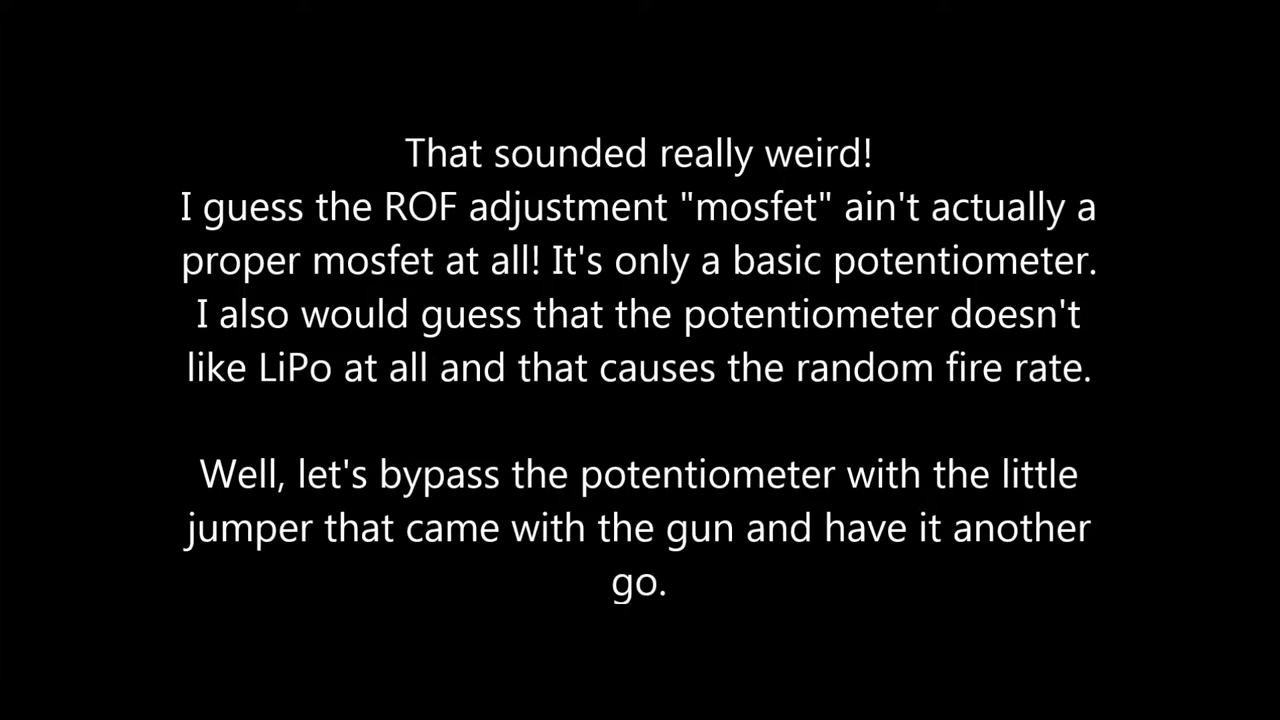 That sounded really weird!
I guess the ROF adjustment "mosfet" ain't actually a
proper mosfet at all! It's only a basic potentiometer.
I also would guess that the potentiometer doesn't
like LiPo at all and that causes the random fire rate.
Well, let's bypass the potentiometer with the little
jumper that came with the gun and have it another
go.